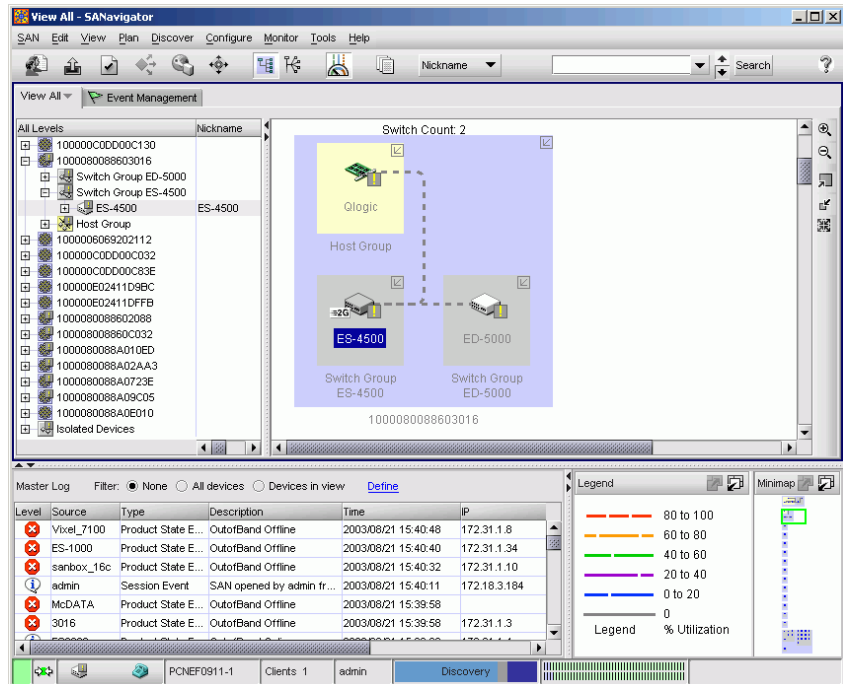 View All - SANavigator
SAN Edit View Plan Discover Configure Monitor Tools Help
Nickname Search
View All Event Management
All Levels Nickname
100000C0DD00C130
1000080088603016
Switch Group ED-5000
Switch Group ES-4500
ES-4500 ES-4500
Host Group
1000006069202112
100000C0DD00C032
100000C0DD00C83E
100000E02411D9BC
100000E02411DFFB
1000080088602088
100008008860C032
1000080088A010ED
1000080088A02AA3
1000080088A0723E
1000080088A09C05
1000080088A0E010
Isolated Devices
Switch Count: 2
Qlogic
Host Group
2G
ES-4500 ED-5000
Switch Group Switch Group
ES-4500 ED-5000
1000080088603016
Master Log Filter: None All devices Devices in view Define
Level Source Type Description Time IP
Vixel_7100 Product State E... OutofBand Offline 2003/08/21 15:40:48 172.31.1.8
ES-1000 Product State E... OutofBand Offline 2003/08/21 15:40:40 172.31.1.34
sanbox_16c Product State E... OutofBand Offline 2003/08/21 15:40:32 172.31.1.10
admin Session Event SAN opened by admin fr... 2003/08/21 15:40:11 172.18.3.184
McDATA Product State E... OutofBand Offline 2003/08/21 15:39:58
3016 Product State E... OutofBand Offline 2003/08/21 15:39:58 172.31.1.3
Legend
80 to 100
60 to 80
40 to 60
20 to 40
0 to 20
0
Legend % Utilization
Minimap
PCNEF0911-1 Clients 1 admin Discovery